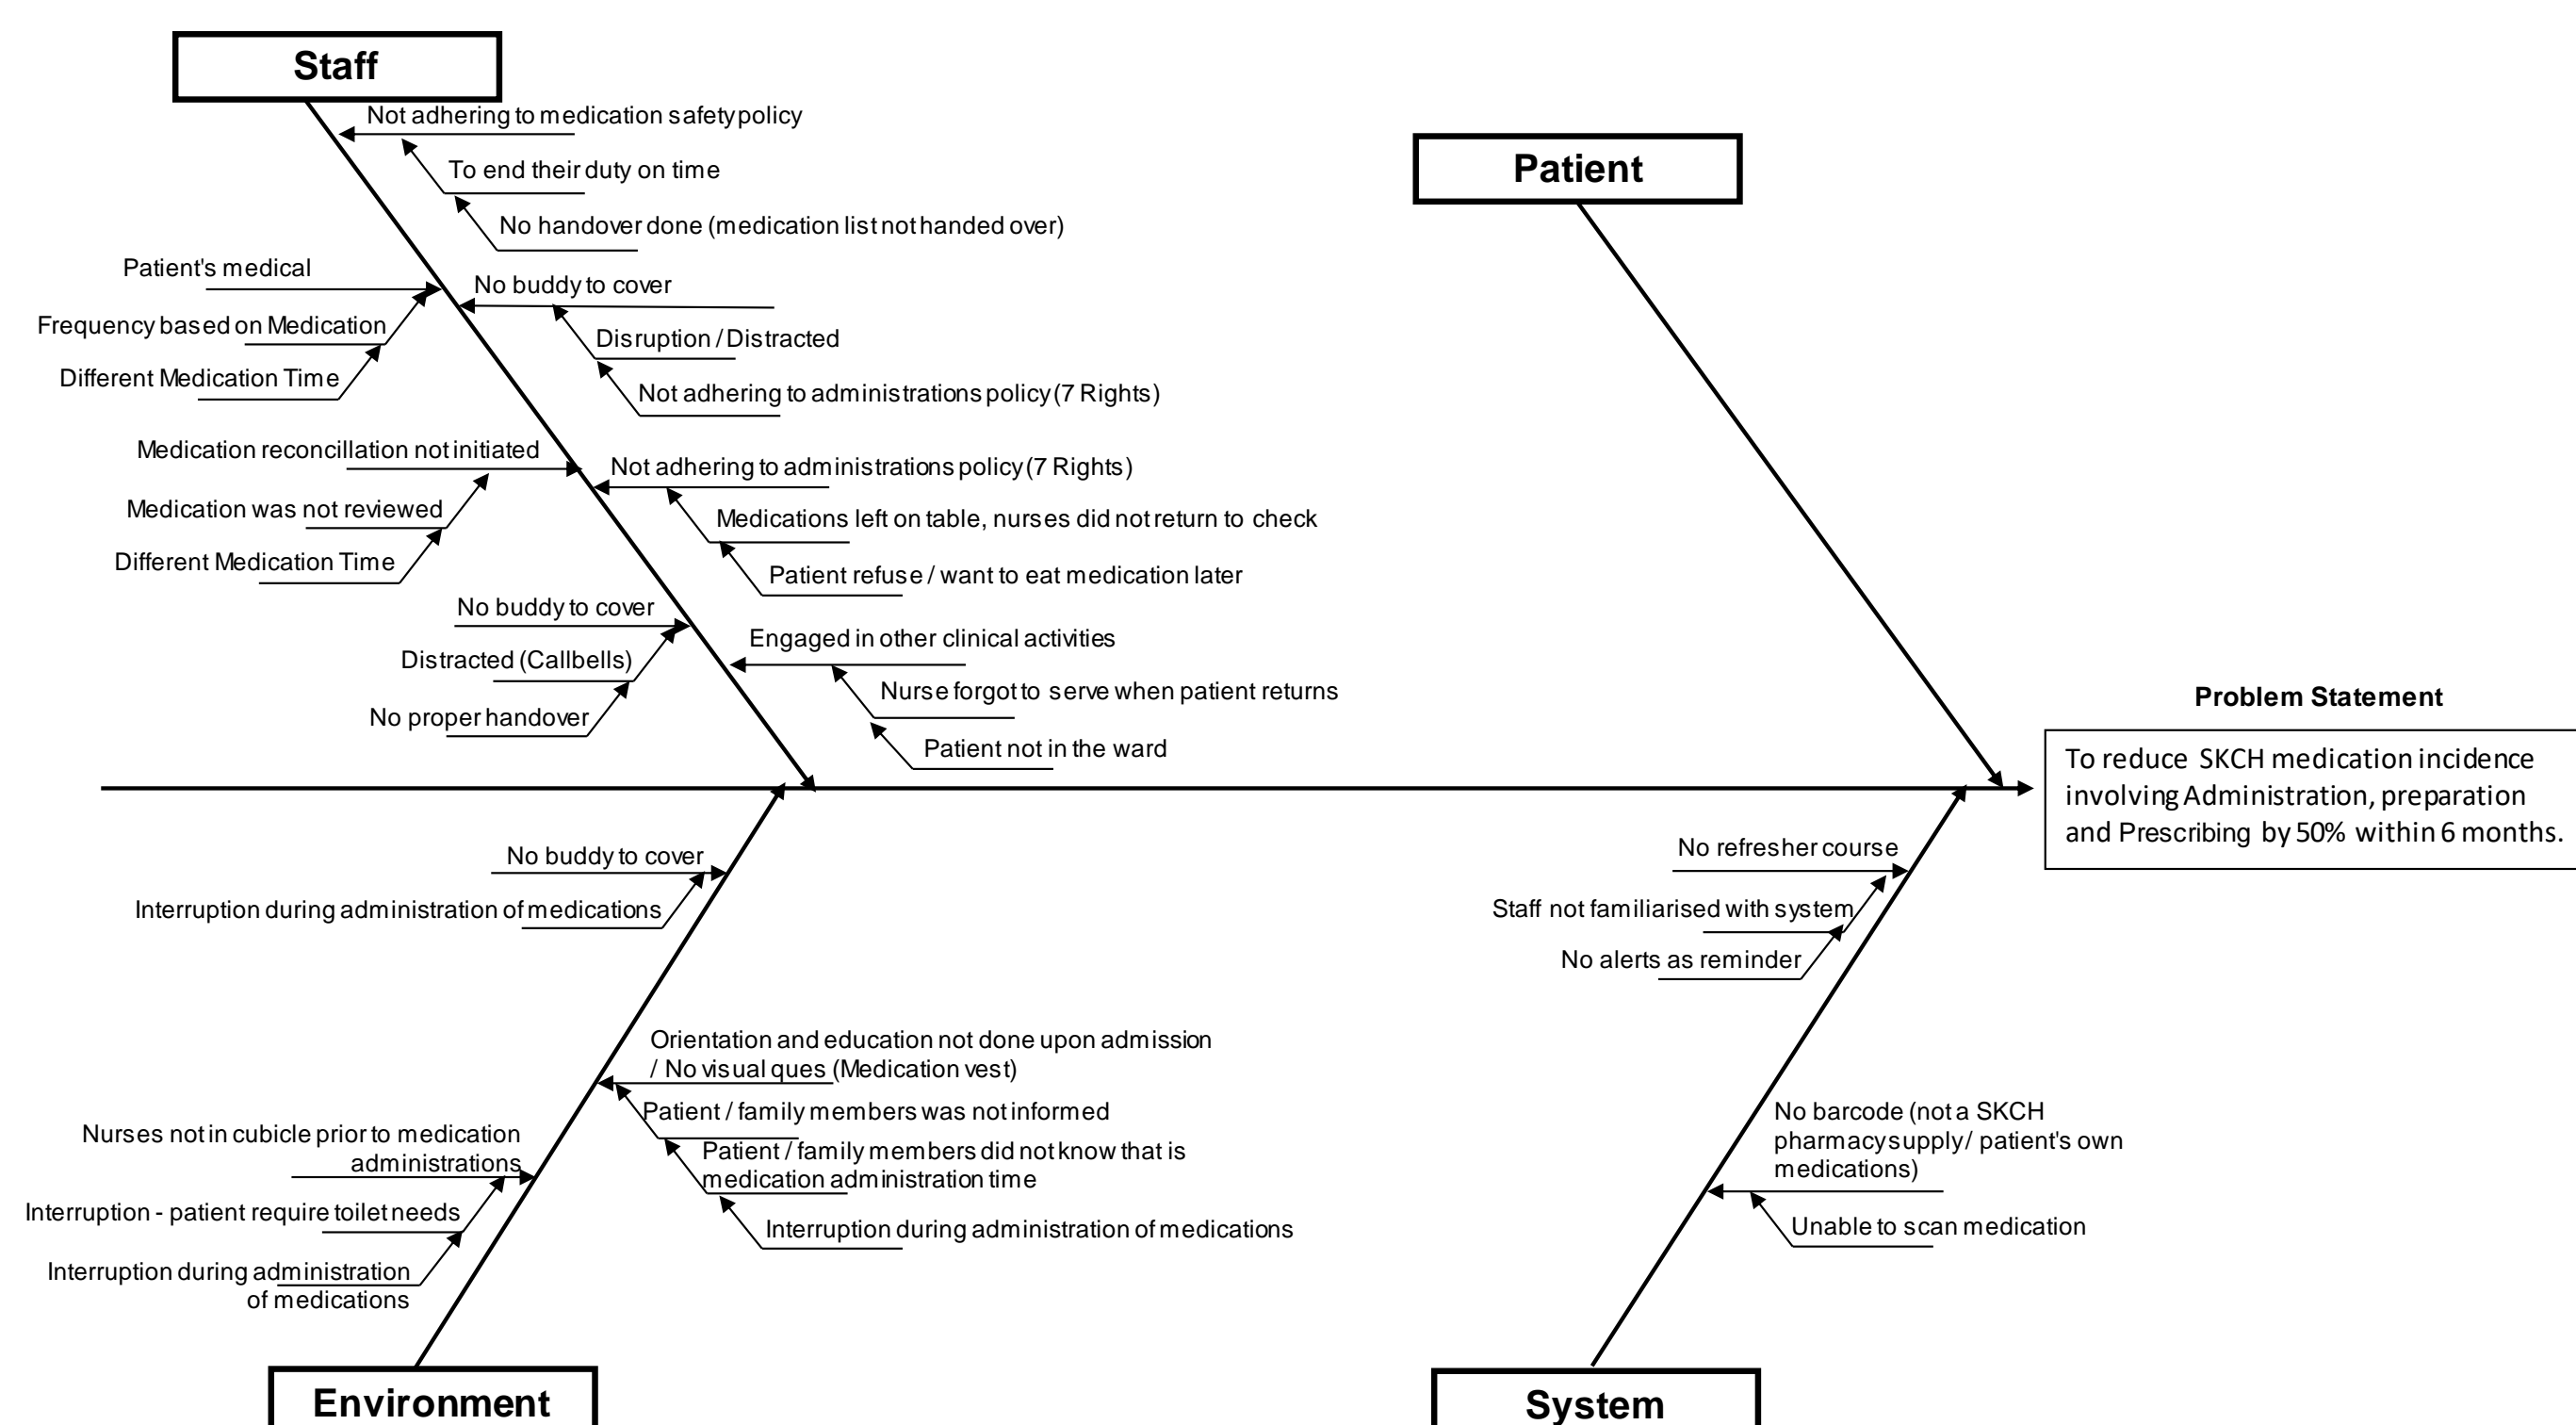 Staff
Not adhering to medication safety policy
To end their duty on time
No handover done (medication list not handed over)
Patient's medical
Frequency based on Medication
Different Medication Time
No buddy to cover
Disruption / Distracted
Not adhering to administrations policy (7 Rights)
Medication reconcillation not initiated
Medication was not reviewed
Different Medication Time
Not adhering to administrations policy (7 Rights)
Medications left on table, nurses did not return to check
Patient refuse / want to eat medication later
No buddy to cover
Distracted (Callbells)
No proper handover
Engaged in other clinical activities
Nurse forgot to serve when patient returns
Patient not in the ward
Patient
Problem Statement
To reduce SKCH medication incidence
involving Administration, preparation
and Prescribing by 50% within 6 months.
No buddy to cover
Interruption during administration of medications
Orientation and education not done upon admission
/ No visual ques (Medication vest)
Patient / family members was not informed
Patient / family members did not know that is
medication administration time
Interruption during administration of medications
Nurses not in cubicle prior to medication
administrations
Interruption - patient require toilet needs
Interruption during administration
of medications
Environment
No refresher course
Staff not familiarised with system
No alerts as reminder
No barcode (not a SKCH
pharmacy supply / patient's own
medications)
Unable to scan medication
System